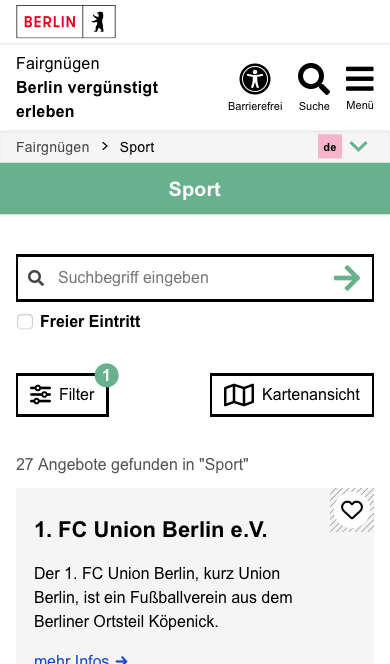 BERLIN
Fairgnügen
Berlin vergünstigt
erleben
Barrierefrei
Suche
Menü
Fairgnügen > Sport
de
Sport
Suchbegriff eingeben
Freier Eintritt
Filter
1
Kartenansicht
27 Angebote gefunden in "Sport"
1. FC Union Berlin e.V.
Der 1. FC Union Berlin, kurz Union
Berlin, ist ein Fußballverein aus dem
Berliner Ortsteil Köpenick.
mehr Infos